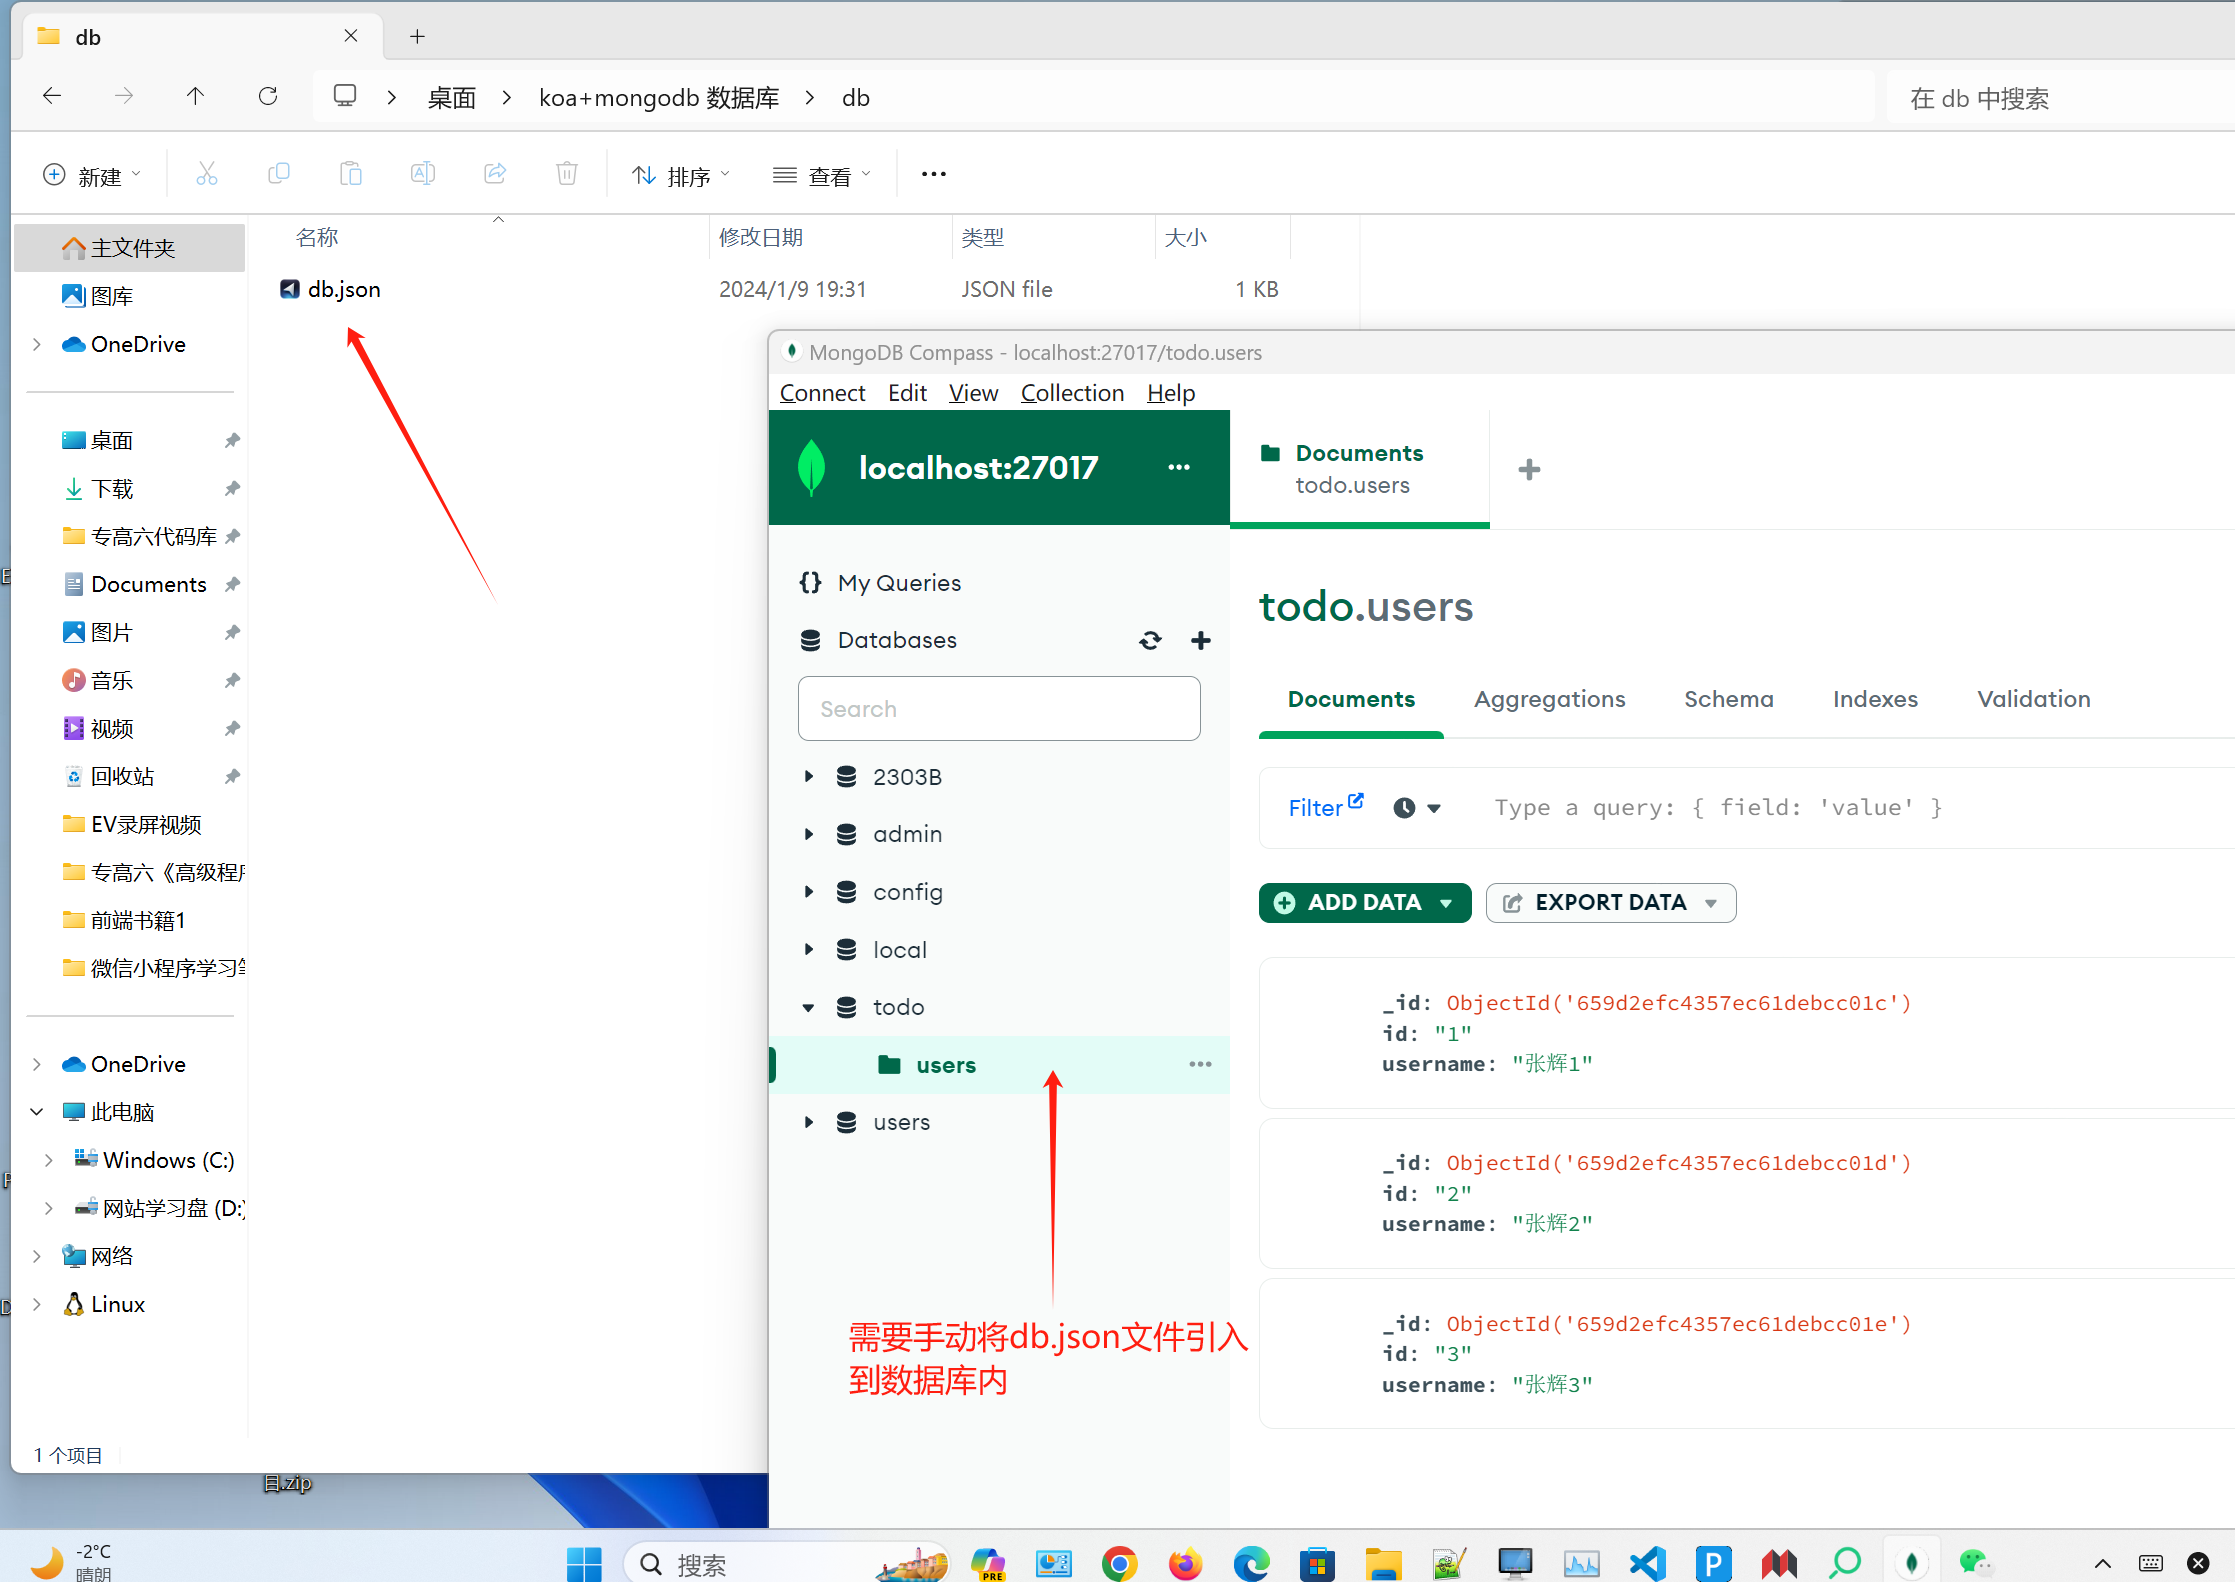 db
桌面 koa+mongodb 数据库 db
在 db 中搜索
新建
排序
查看
名称 修改日期 类型 大小
db.json 2024/1/9 19:31 JSON file 1 KB
主文件夹
图库
OneDrive
桌面
下载
专高六代码库
Documents
图片
音乐
视频
回收站
EV录屏视频
专高六《高级程序
前端书籍1
微信小程序学习笔
OneDrive
此电脑
Windows (C:)
网站学习盘 (D:)
网络
Linux
1 个项目
目.zip
MongoDB Compass - localhost:27017/todo.users
Connect Edit View Collection Help
localhost:27017
Documents
todo.users
My Queries
Databases
Search
2303B
admin
config
local
todo
users
users
需要手动将db.json文件引入
到数据库内
todo.users
Documents Aggregations Schema Indexes Validation
Filter
Type a query: { field: 'value' }
ADD DATA
EXPORT DATA
_id: ObjectId('659d2efc4357ec61debcc01c')
id: "1"
username: "张辉1"
_id: ObjectId('659d2efc4357ec61debcc01d')
id: "2"
username: "张辉2"
_id: ObjectId('659d2efc4357ec61debcc01e')
id: "3"
username: "张辉3"
-2°C
晴朗
搜索
PRE